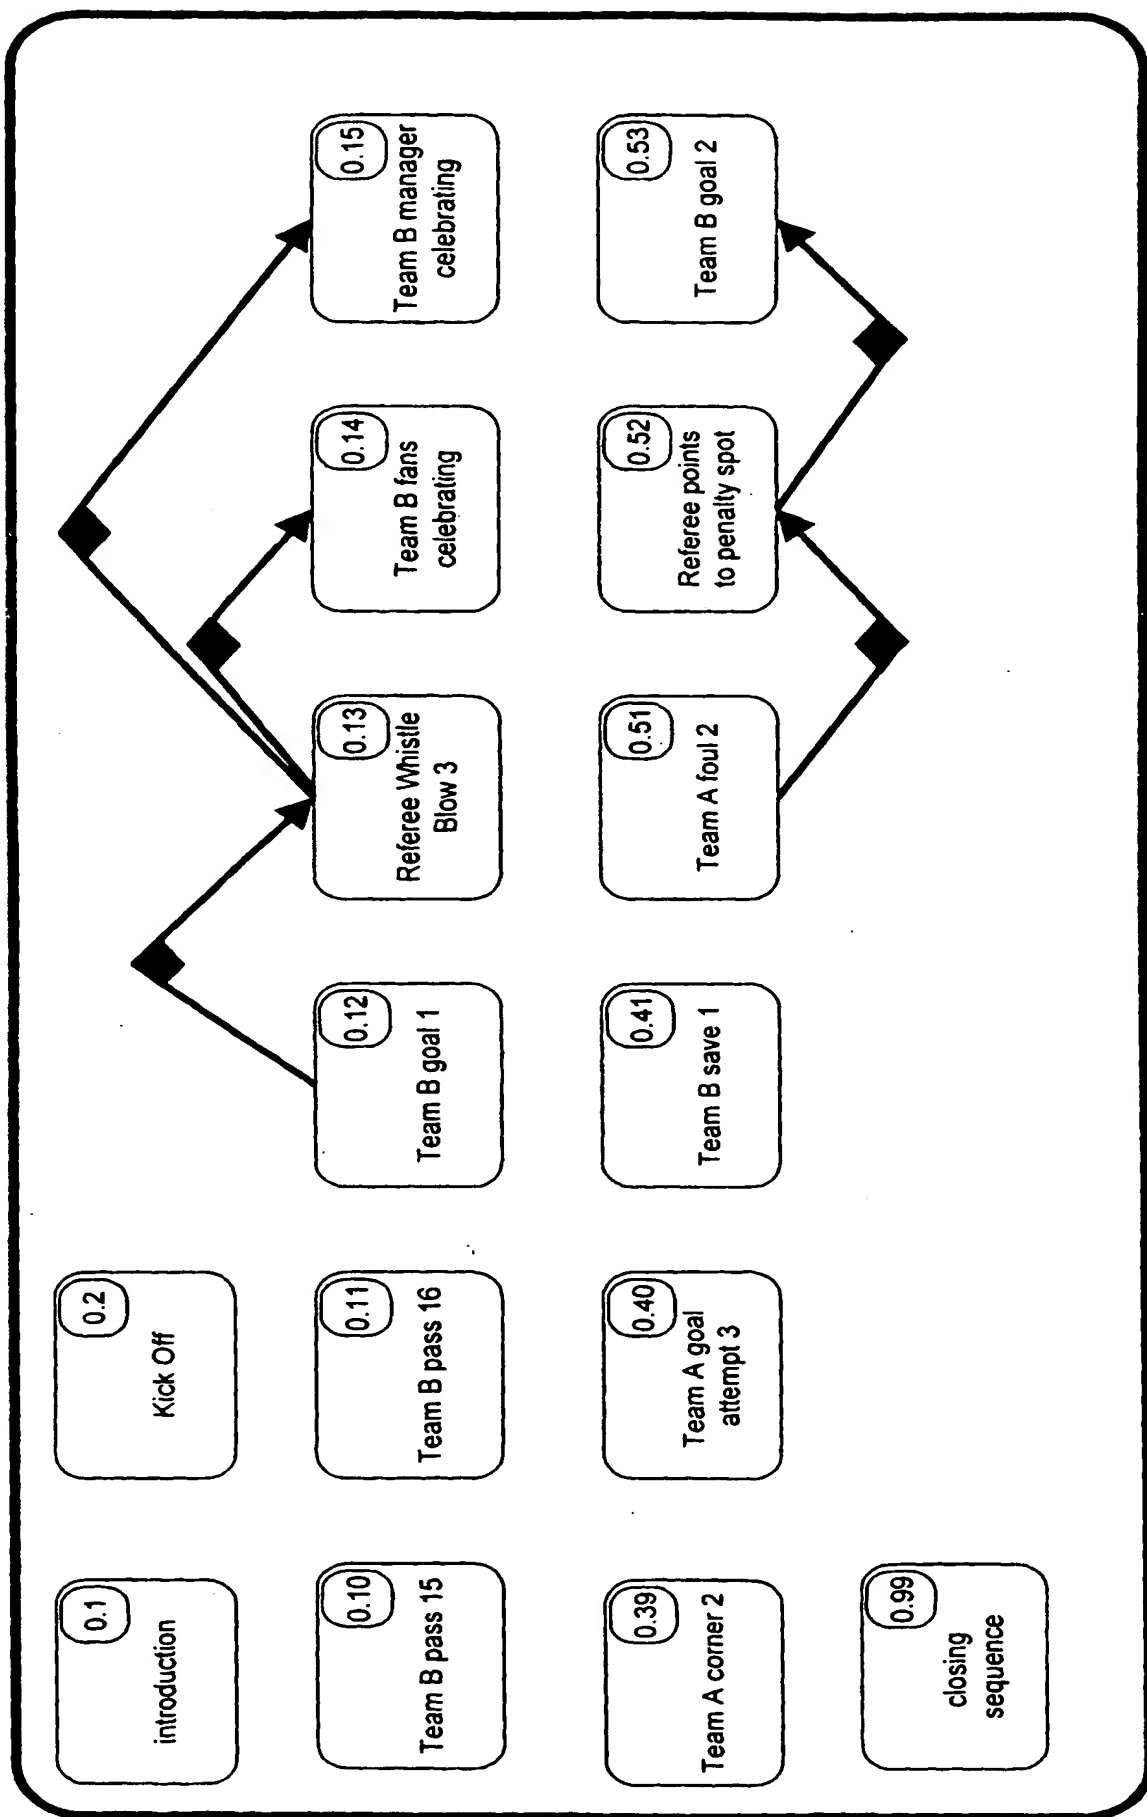 0.1
introduction
0.2
Kick Off
0.10
Team B pass 15
0.11
Team B pass 16
0.12
Team B goal 1
0.13
Referee Whistle
Blow 3
0.14
Team B fans
celebrating
0.15
Team B manager
celebrating
0.39
Team A corner 2
0.40
Team A goal
attempt 3
0.41
Team B save 1
0.51
Team A foul 2
0.52
Referee points
to penalty spot
0.53
Team B goal 2
0.99
closing
sequence